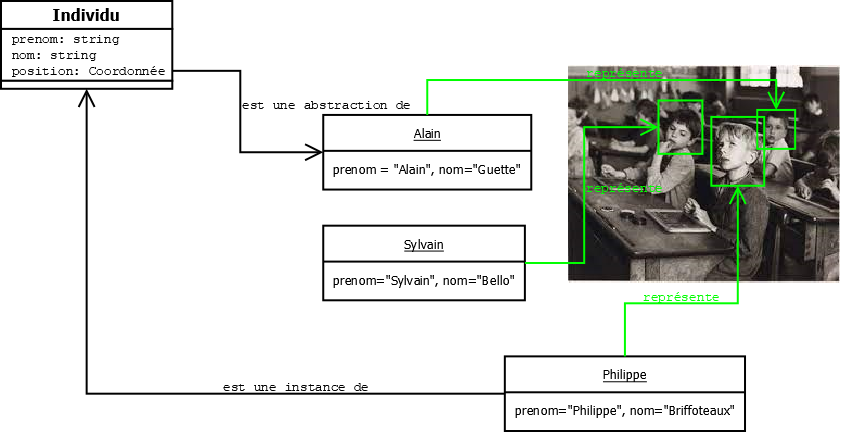 Individu
prenom: string
nom: string
position: Coordonnée
représente
est une abstraction de
Alain
prenom = "Alain", nom="Guette"
représente
Sylvain
prenom="Sylvain", nom="Bello"
représente
Philippe
est une instance de
prenom="Philippe", nom="Briffoteaux"